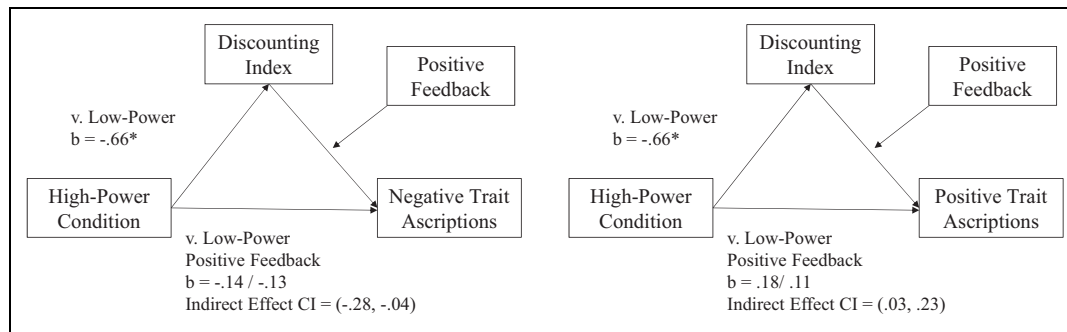 Discounting
Index
Positive
Feedback
v. Low-Power
b = -.66*
High-Power
Condition
Negative Trait
Ascriptions
v. Low-Power
Positive Feedback
b = -.14 / -.13
Indirect Effect CI = (-.28, -.04)
Discounting
Index
Positive
Feedback
v. Low-Power
b = -.66*
High-Power
Condition
Positive Trait
Ascriptions
v. Low-Power
Positive Feedback
b = .18/ .11
Indirect Effect CI = (.03, .23)